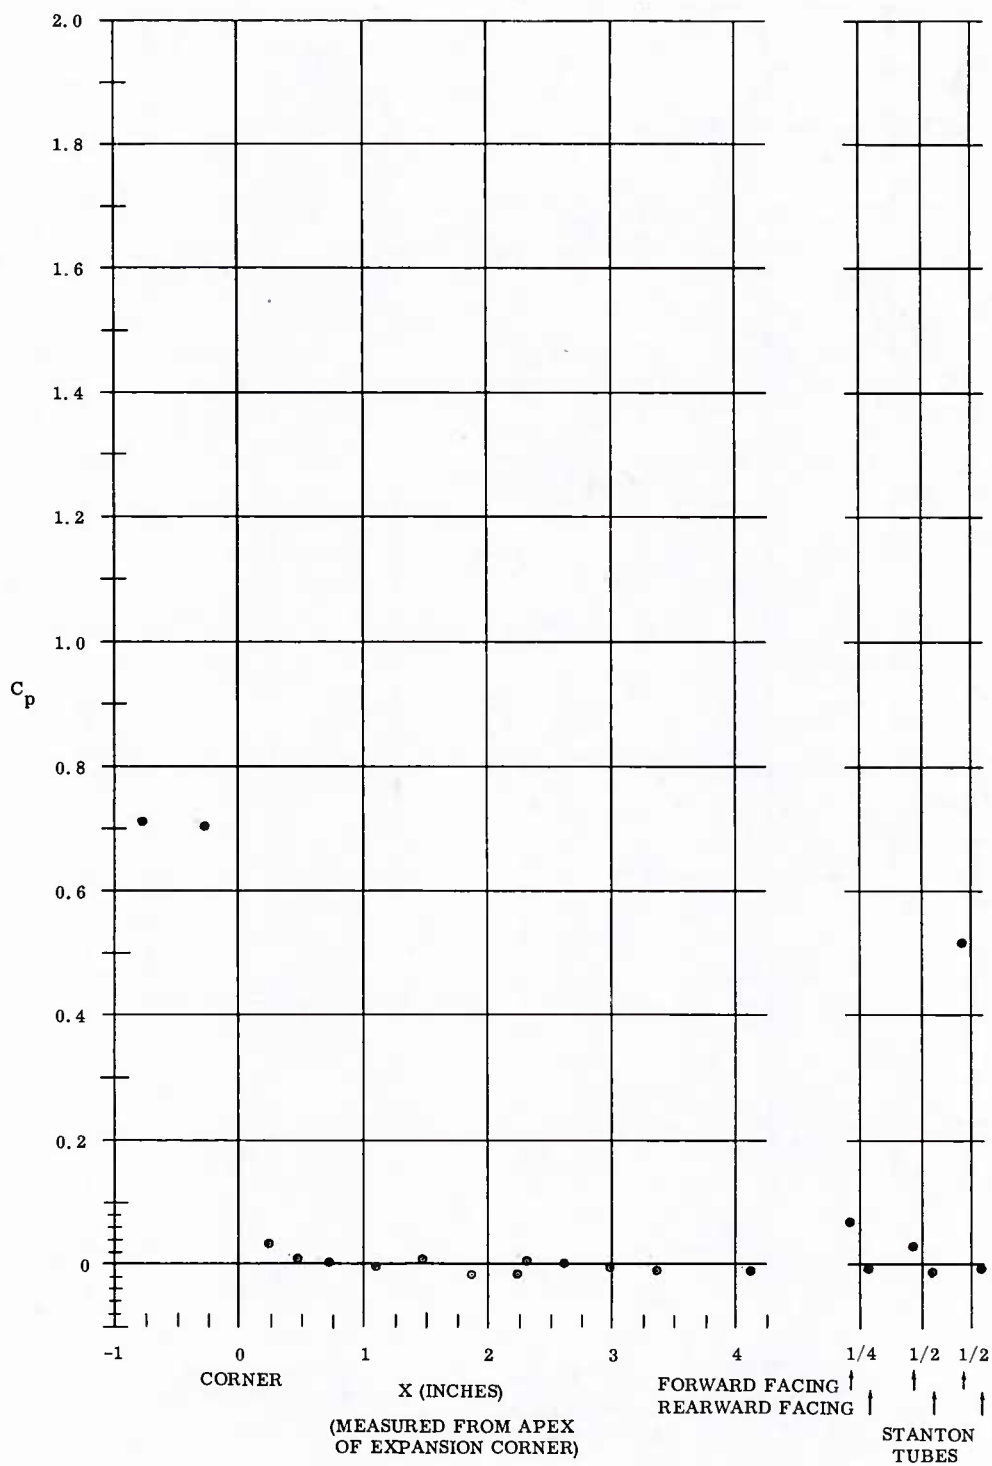 2.0
1.8
1.6
1.4
1.2
1.0
Cp
0.8
0.6
0.4
0.2
0
-1 0 1 2 3 4 1/4 1/2 1/2
CORNER
X (INCHES)
(MEASURED FROM APEX
OF EXPANSION CORNER)
FORWARD FACING
REARWARD FACING
STANTON
TUBES